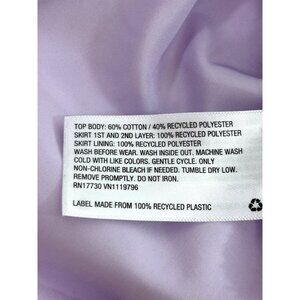 TOP BODY: 60% COTTON / 40% RECYCLED POLYESTER
SKIRT 1ST AND 2ND LAYER: 100% RECYCLED POLYESTER
SKIRT LINING: 100% RECYCLED POLYESTER
WASH BEFORE WEAR. WASH INSIDE OUT. MACHINE WASH
COLD WITH LIKE COLORS. GENTLE CYCLE. ONLY
NON-CHLORINE BLEACH IF NEEDED. TUMBLE DRY LOW.
REMOVE PROMPTLY. DO NOT IRON.
RN17730 VN1119796
LABEL MADE FROM 100% RECYCLED PLASTIC